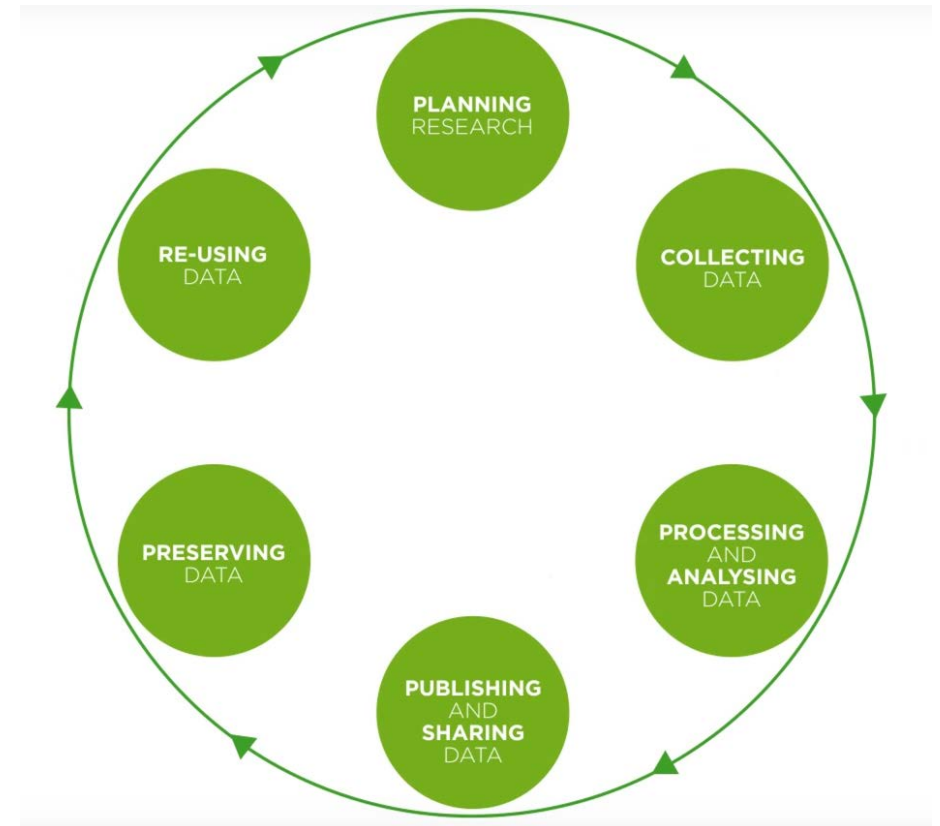 PLANNING
RESEARCH
COLLECTING
DATA
PROCESSING
AND
ANALYSING
DATA
PUBLISHING
AND
SHARING
DATA
PRESERVING
DATA
RE-USING
DATA